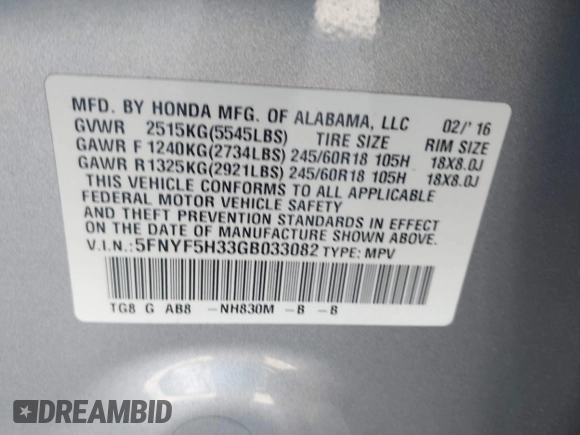 MFD. BY HONDA MFG. OF ALABAMA, LLC 02/'16
GVWR 2515KG(5545LBS) TIRE SIZE RIM SIZE
GAWR F 1240KG(2734LBS) 245/60R18 105H 18X8.0J
GAWR R 1325KG(2921LBS) 245/60R18 105H 18X8.0J
THIS VEHICLE CONFORMS TO ALL APPLICABLE
FEDERAL MOTOR VEHICLE SAFETY
AND THEFT PREVENTION STANDARDS IN EFFECT
ON THE DATE OF MANUFACTURE SHOWN ABOVE.
V.I.N.: 5FNYF5H33GB033082 TYPE: MPV
TG8 G AB8 -NH830M -B -B
DREAMBID